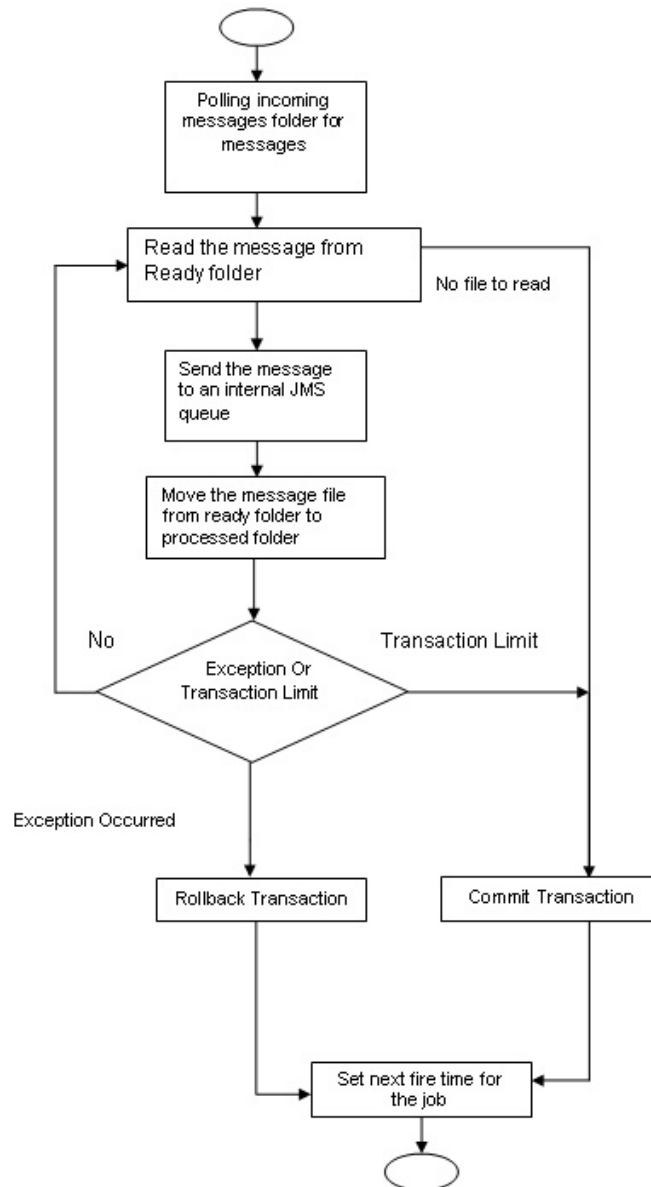 Polling incoming
messages folder for
messages
Read the message from
Ready folder
No file to read
Send the message
to an internal JMS
queue
Move the message file
from ready folder to
processed folder
No
Transaction Limit
Exception Or
Transaction Limit
Exception Occurred
Rollback Transaction
Commit Transaction
Set next fire time for
the job